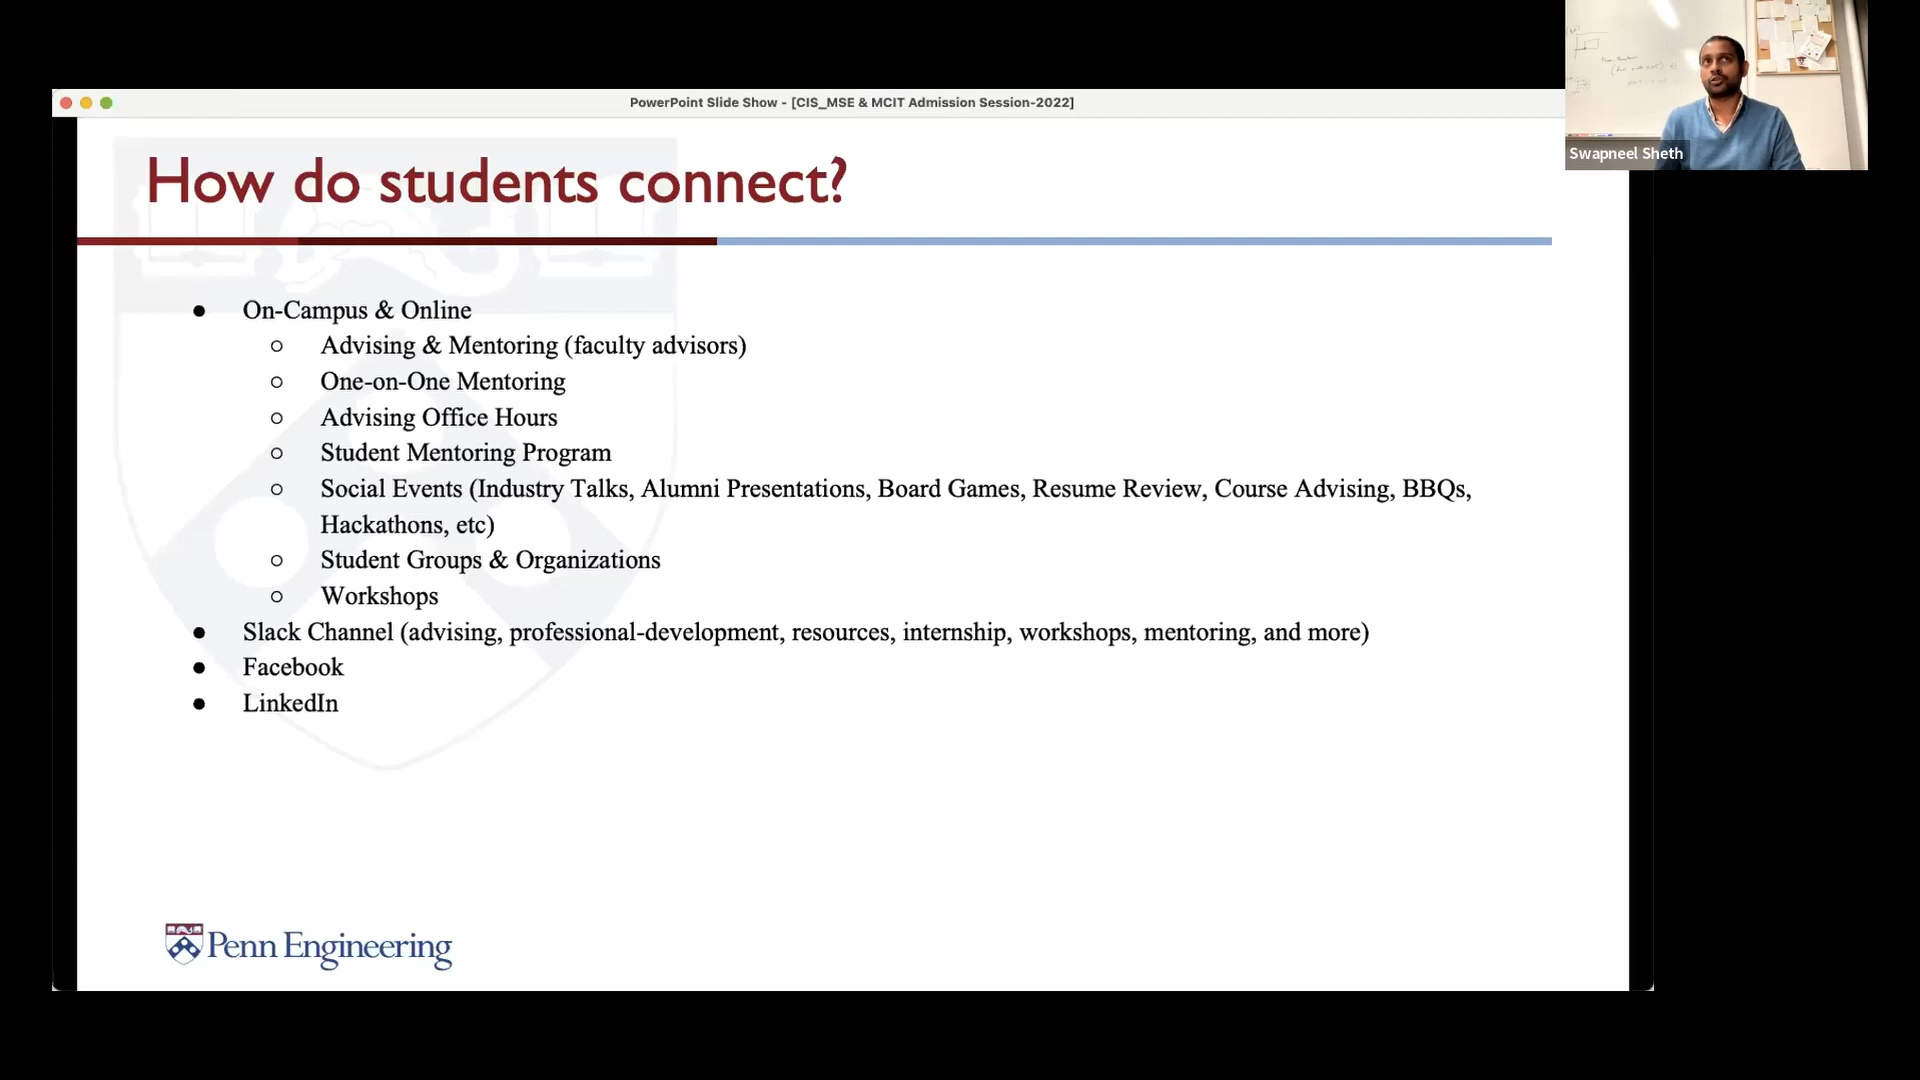 PowerPoint Slide Show - [CIS_MSE & MCIT Admission Session-2022]
Swapneel Sheth
How do students connect?
● On-Campus & Online
○ Advising & Mentoring (faculty advisors)
○ One-on-One Mentoring
○ Advising Office Hours
○ Student Mentoring Program
○ Social Events (Industry Talks, Alumni Presentations, Board Games, Resume Review, Course Advising, BBQs,
Hackathons, etc)
○ Student Groups & Organizations
○ Workshops
● Slack Channel (advising, professional-development, resources, internship, workshops, mentoring, and more)
● Facebook
● LinkedIn
Penn Engineering